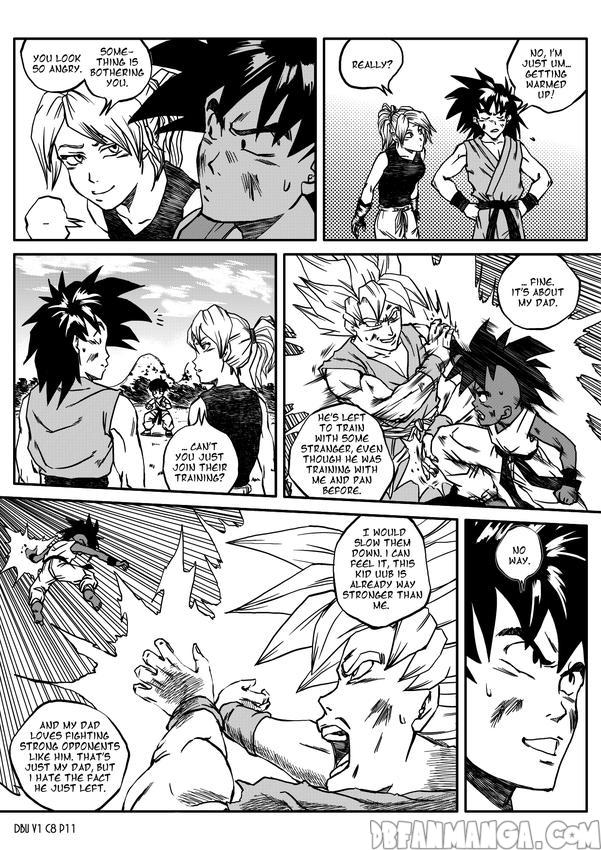 SOME-
THING IS
BOTHERING
YOU.
YOU LOOK
SO ANGRY.
...
REALLY?
NO, I'M
JUST UM...
GETTING
WARMED
UP!
... CAN'T
YOU JUST
JOIN THEIR
TRAINING?
... FINE.
IT'S ABOUT
MY DAD.
HE'S LEFT
TO TRAIN
WITH SOME
STRANGER, EVEN
THOUGH HE WAS
TRAINING WITH
ME AND PAN
BEFORE.
I WOULD
SLOW THEM
DOWN. I CAN
FEEL IT, THIS
KID UUB IS
ALREADY WAY
STRONGER THAN
ME.
AND MY DAD
LOVES FIGHTING
STRONG OPPONENTS
LIKE HIM. THAT'S
JUST MY DAD, BUT
I HATE THE FACT
HE JUST LEFT.
NO
WAY.
DBU V1 C8 P11
DBFANMANGA.COM